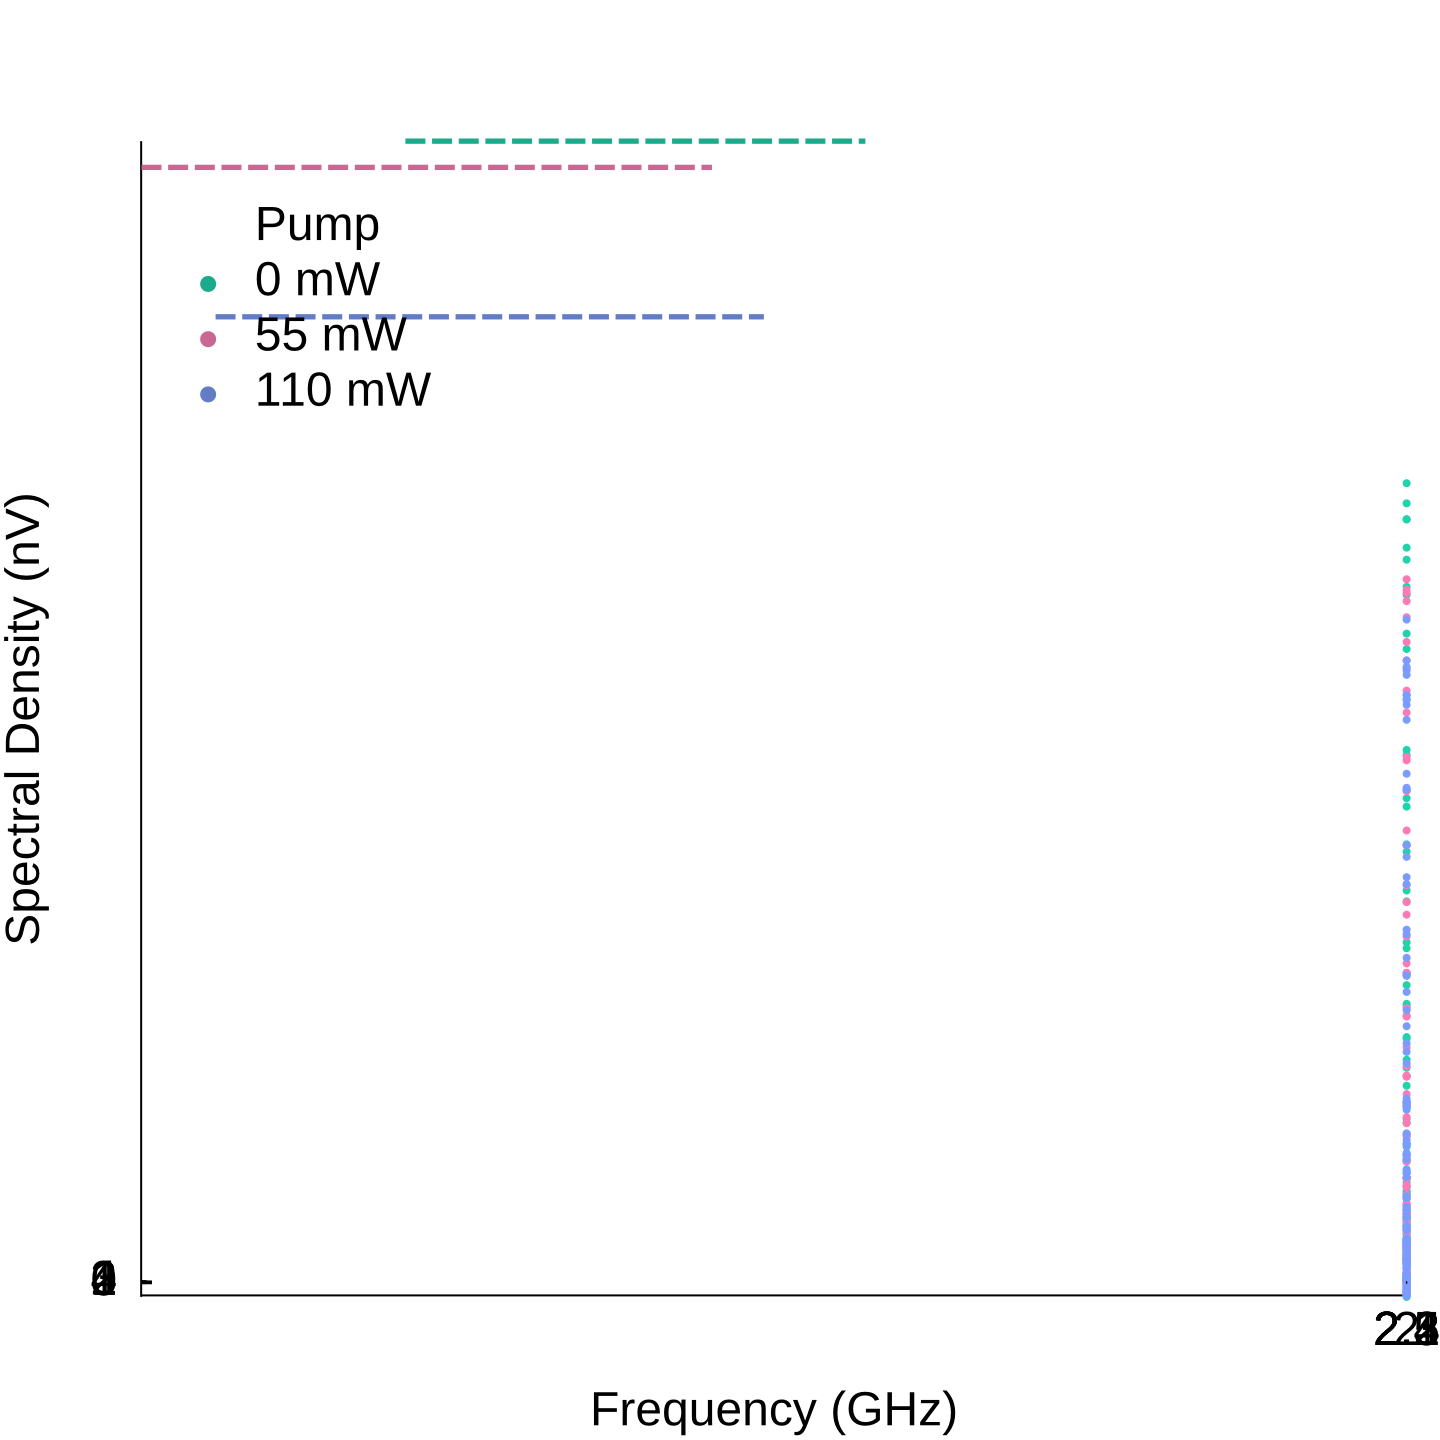 Pump
0 mW
55 mW
110 mW
Spectral Density (nV)
Frequency (GHz)